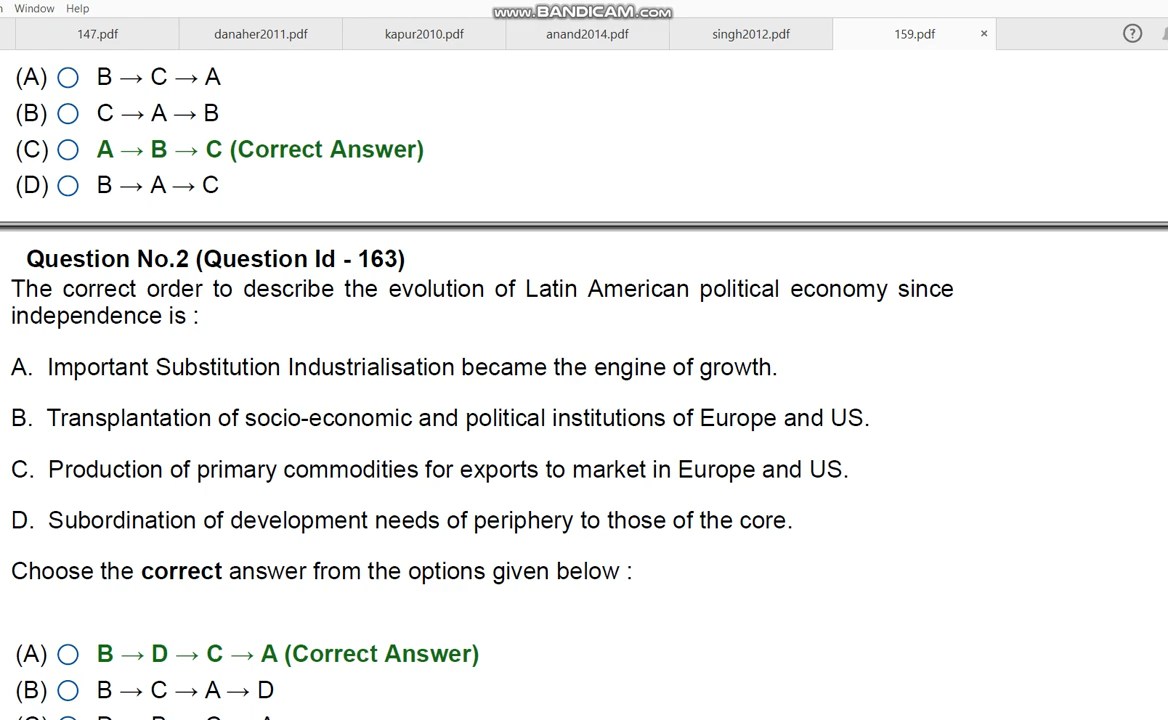 Window Help
www.BANDICAM.com
147.pdf danaher2011.pdf kapur2010.pdf anand2014.pdf singh2012.pdf 159.pdf ×
(A) B → C → A
(B) C → A → B
(C) A → B → C (Correct Answer)
(D) B → A → C
Question No.2 (Question Id - 163)
The correct order to describe the evolution of Latin American political economy since
independence is :
A. Important Substitution Industrialisation became the engine of growth.
B. Transplantation of socio-economic and political institutions of Europe and US.
C. Production of primary commodities for exports to market in Europe and US.
D. Subordination of development needs of periphery to those of the core.
Choose the correct answer from the options given below :
(A) B → D → C → A (Correct Answer)
(B) B → C → A → D